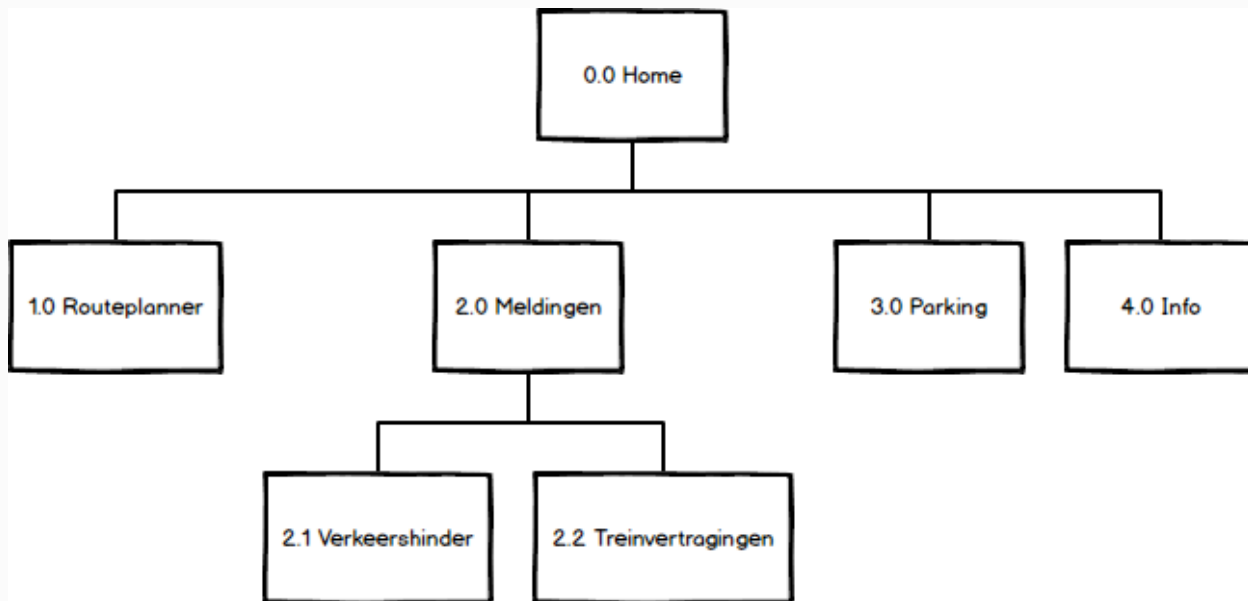 0.0 Home
1.0 Routeplanner
2.0 Meldingen
3.0 Parking
4.0 Info
2.1 Verkeershinder
2.2 Treinvertragingen